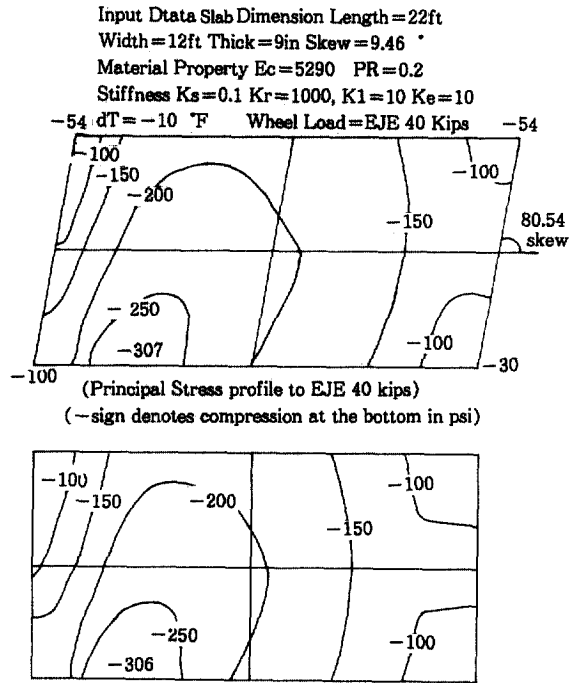 Input Dtata Slab Dimension Length=22ft
Width=12ft Thick=9in Skew=9.46 °
Material Property Ec=5290 PR=0.2
Stiffness Ks=0.1 Kr=1000, K1=10 Ke=10
-54 dT=-10 °F Wheel Load=EJE 40 Kips -54
-100
-150
-200
-100
-150
80.54
skew
-250
-307
-100
-100
-30
(Principal Stress profile to EJE 40 kips)
(-sign denotes compression at the bottom in psi)
-100
-150
-200
-100
-150
-250
-306
-100